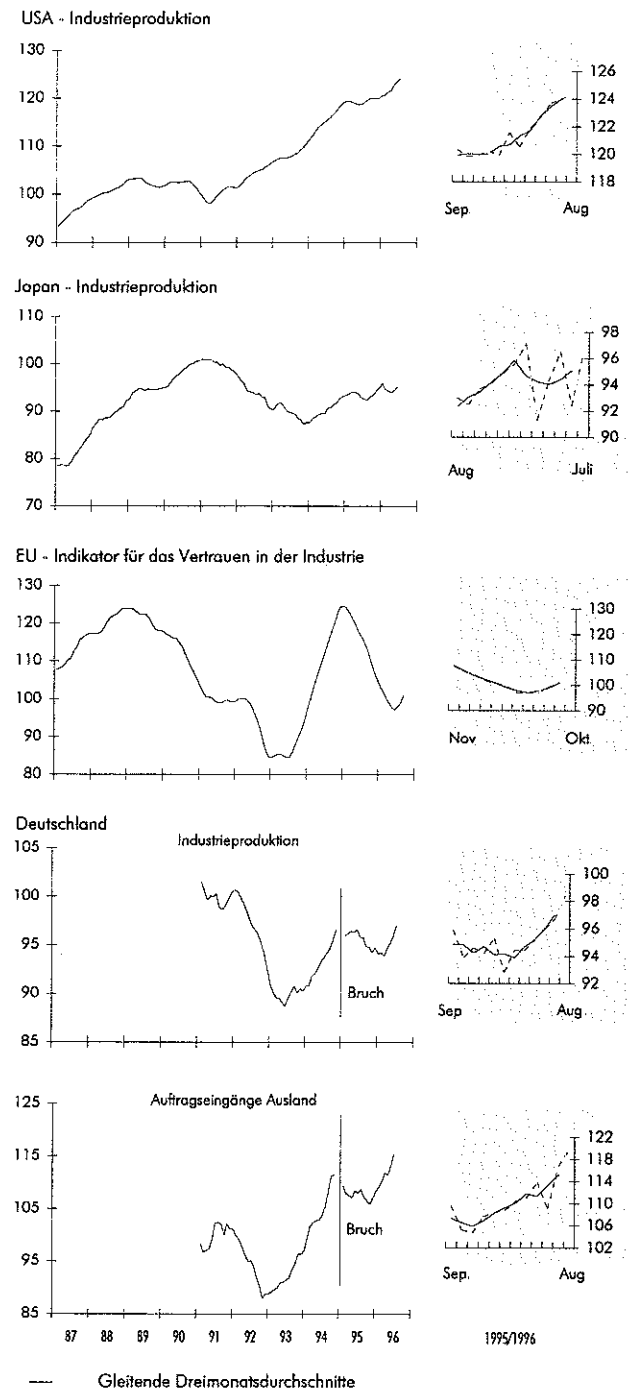 USA - Industrieproduktion
130
120
110
100
90
126
124
122
120
118
Sep.
Aug
Japan - Industrieproduktion
110
100
90
80
70
98
96
94
92
90
Aug
Juli
EU - Indikator für das Vertrauen in der Industrie
130
120
110
100
90
80
130
120
110
100
90
Nov
Okt
Deutschland
Industrieproduktion
105
100
95
90
85
Bruch
100
98
96
94
92
Sep
Aug
Auftragseingänge Ausland
125
115
105
95
85
Bruch
122
118
114
110
106
102
Sep.
Aug
87 88 89 90 91 92 93 94 95 96
1995/1996
— Gleitende Dreimonatsdurchschnitte